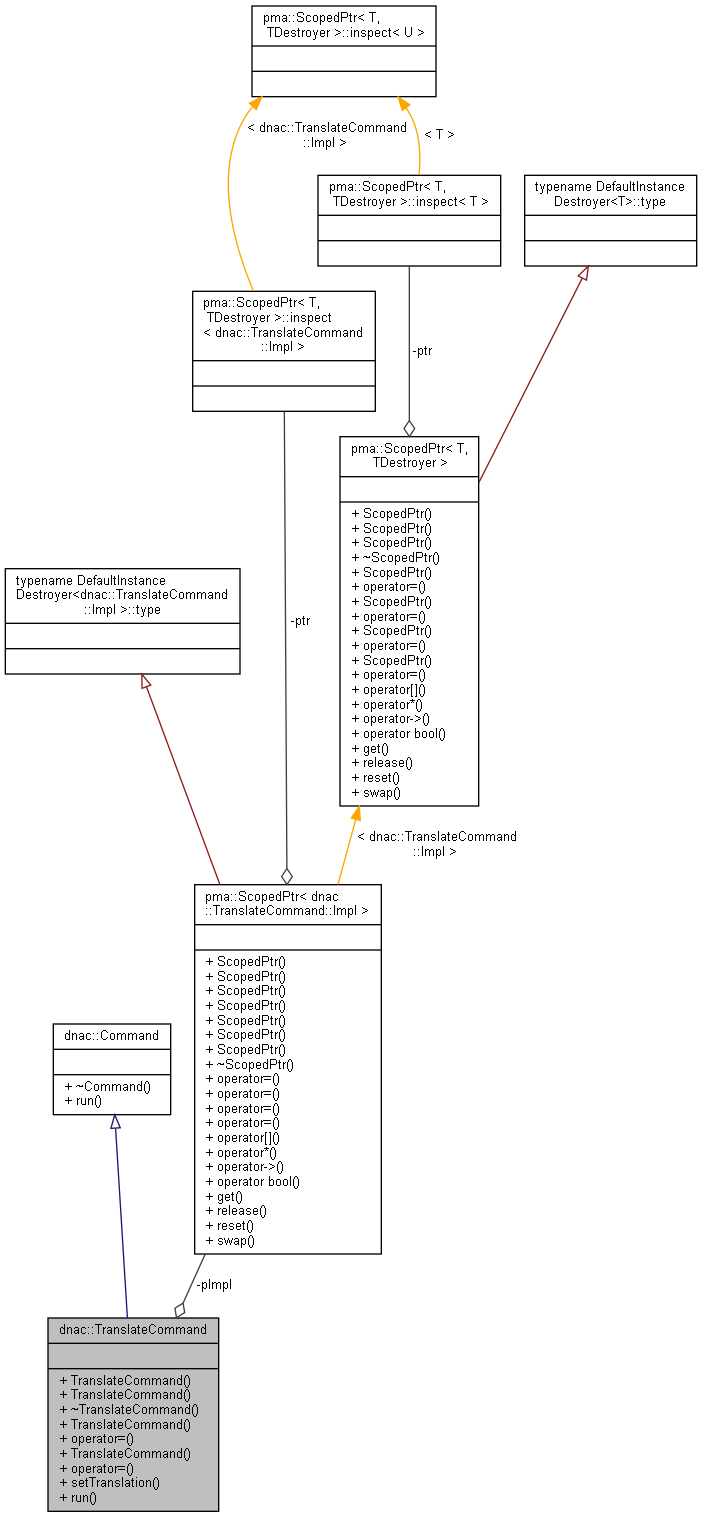 pma::ScopedPtr< T,
TDestroyer >::inspect< U >
< dnac::TranslateCommand
::Impl >
< T >
pma::ScopedPtr< T,
TDestroyer >::inspect< T >
typename DefaultInstance
Destroyer<T>::type
pma::ScopedPtr< T,
TDestroyer >::inspect
< dnac::TranslateCommand
::Impl >
-ptr
pma::ScopedPtr< T,
TDestroyer >
+ ScopedPtr()
+ ScopedPtr()
+ ScopedPtr()
+ ~ScopedPtr()
+ ScopedPtr()
+ operator=()
+ ScopedPtr()
+ operator=()
+ ScopedPtr()
+ operator=()
+ ScopedPtr()
+ operator=()
+ operator[]()
+ operator*()
+ operator->()
+ operator bool()
+ get()
+ release()
+ reset()
+ swap()
typename DefaultInstance
Destroyer<dnac::TranslateCommand
::Impl >::type
-ptr
< dnac::TranslateCommand
::Impl >
pma::ScopedPtr< dnac
::TranslateCommand::Impl >
+ ScopedPtr()
+ ScopedPtr()
+ ScopedPtr()
+ ScopedPtr()
+ ScopedPtr()
+ ScopedPtr()
+ ScopedPtr()
+ ~ScopedPtr()
+ operator=()
+ operator=()
+ operator=()
+ operator=()
+ operator[]()
+ operator*()
+ operator->()
+ operator bool()
+ get()
+ release()
+ reset()
+ swap()
dnac::Command
+ ~Command()
+ run()
-pImpl
dnac::TranslateCommand
+ TranslateCommand()
+ TranslateCommand()
+ ~TranslateCommand()
+ TranslateCommand()
+ operator=()
+ TranslateCommand()
+ operator=()
+ setTranslation()
+ run()